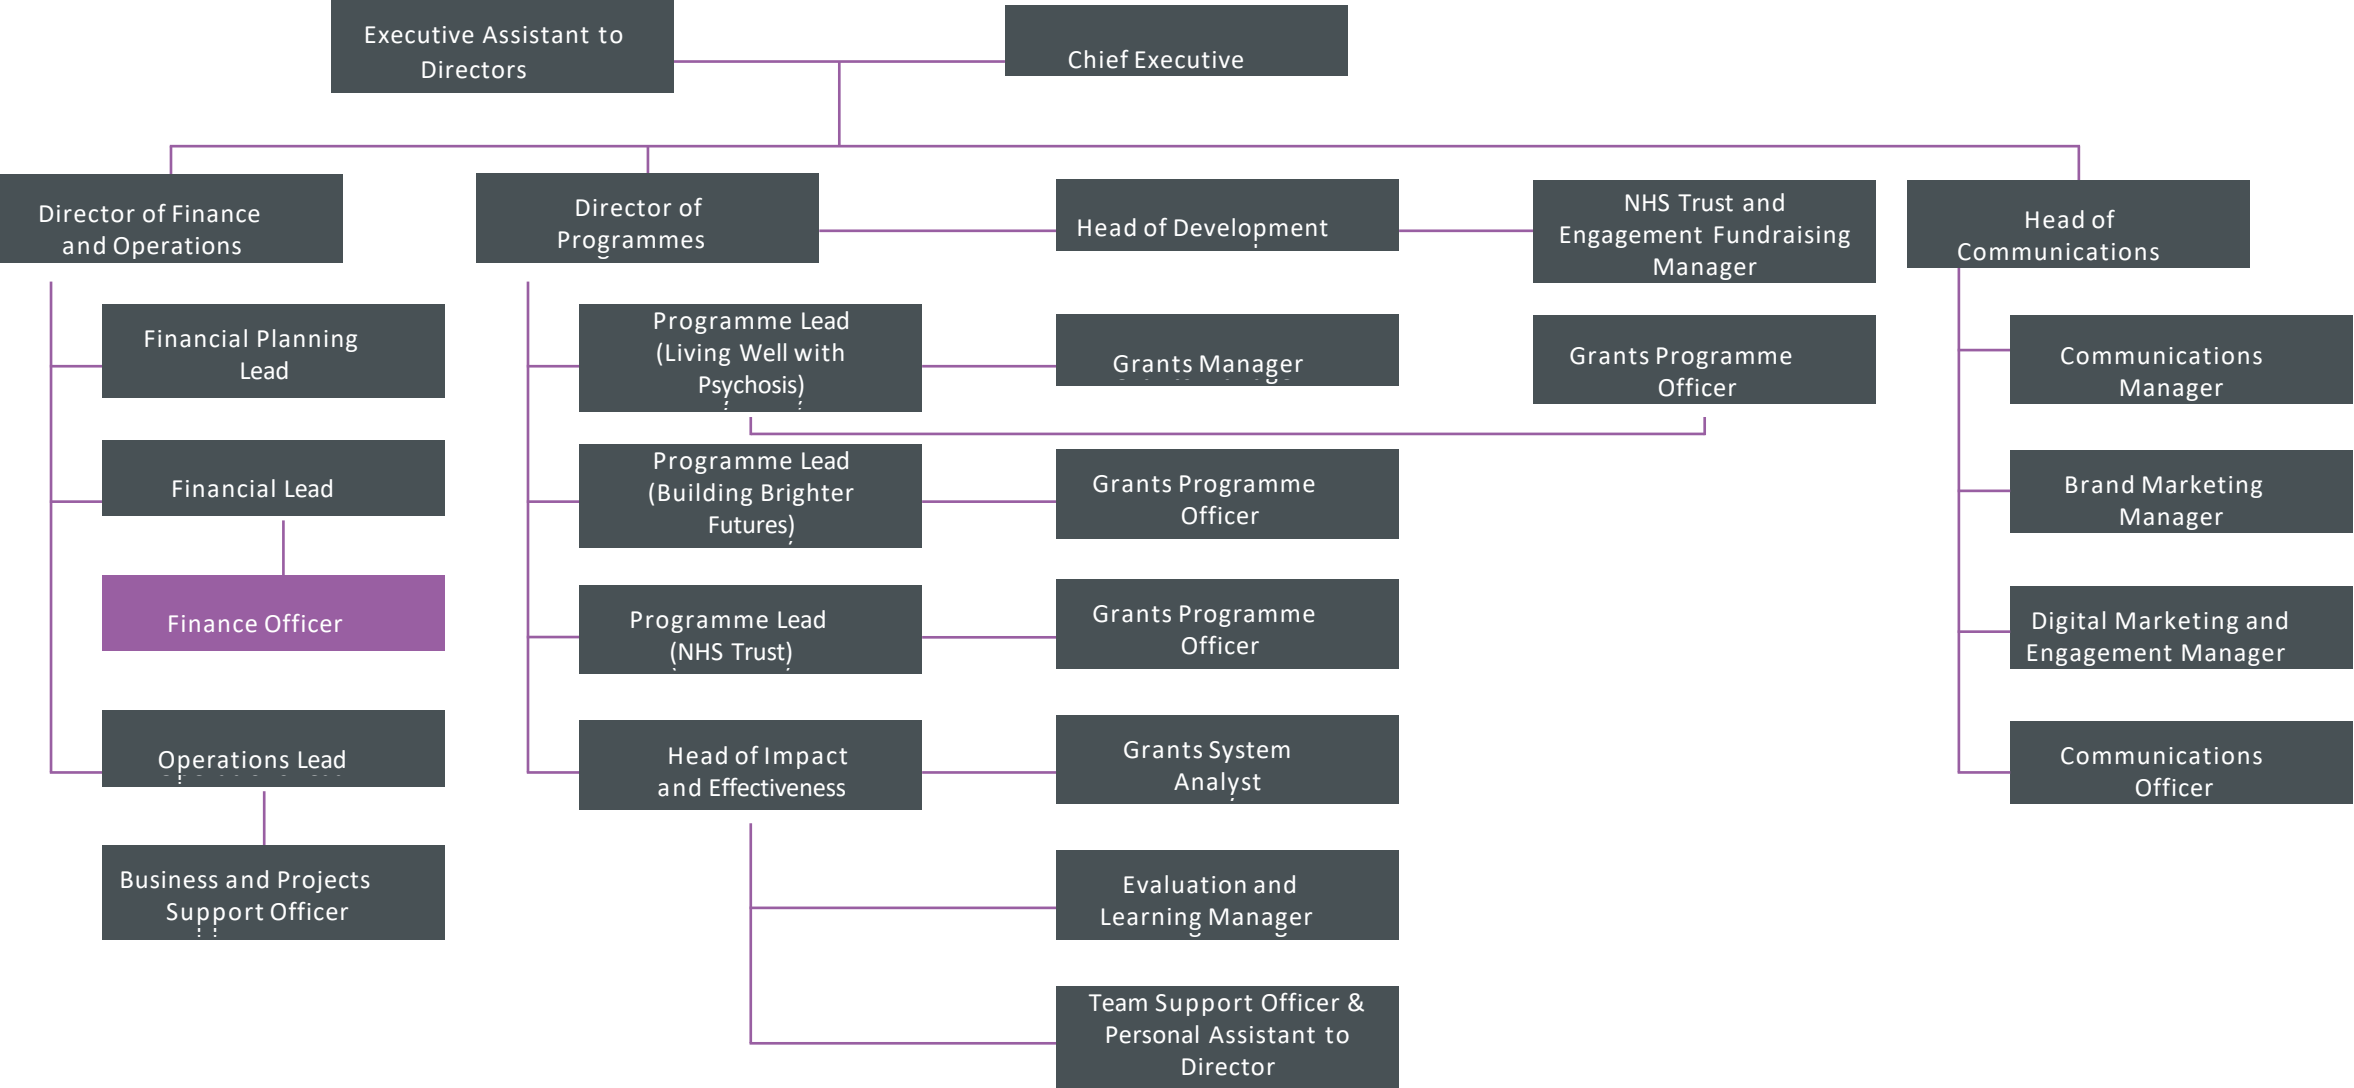 Executive Assistant to
Directors
Chief Executive
Director of Finance
and Operations
Director of
Programmes
Head of Development
NHS Trust and
Engagement Fundraising
Manager
Head of
Communications
Financial Planning
Lead
Programme Lead
(Living Well with
Psychosis)
Grants Manager
Grants Programme
Officer
Communications
Manager
Financial Lead
Programme Lead
(Building Brighter
Futures)
Grants Programme
Officer
Brand Marketing
Manager
Finance Officer
Programme Lead
(NHS Trust)
Grants Programme
Officer
Digital Marketing and
Engagement Manager
Operations Lead
Head of Impact
and Effectiveness
Grants System
Analyst
Communications
Officer
Business and Projects
Support Officer
Evaluation and
Learning Manager
Team Support Officer &
Personal Assistant to
Director